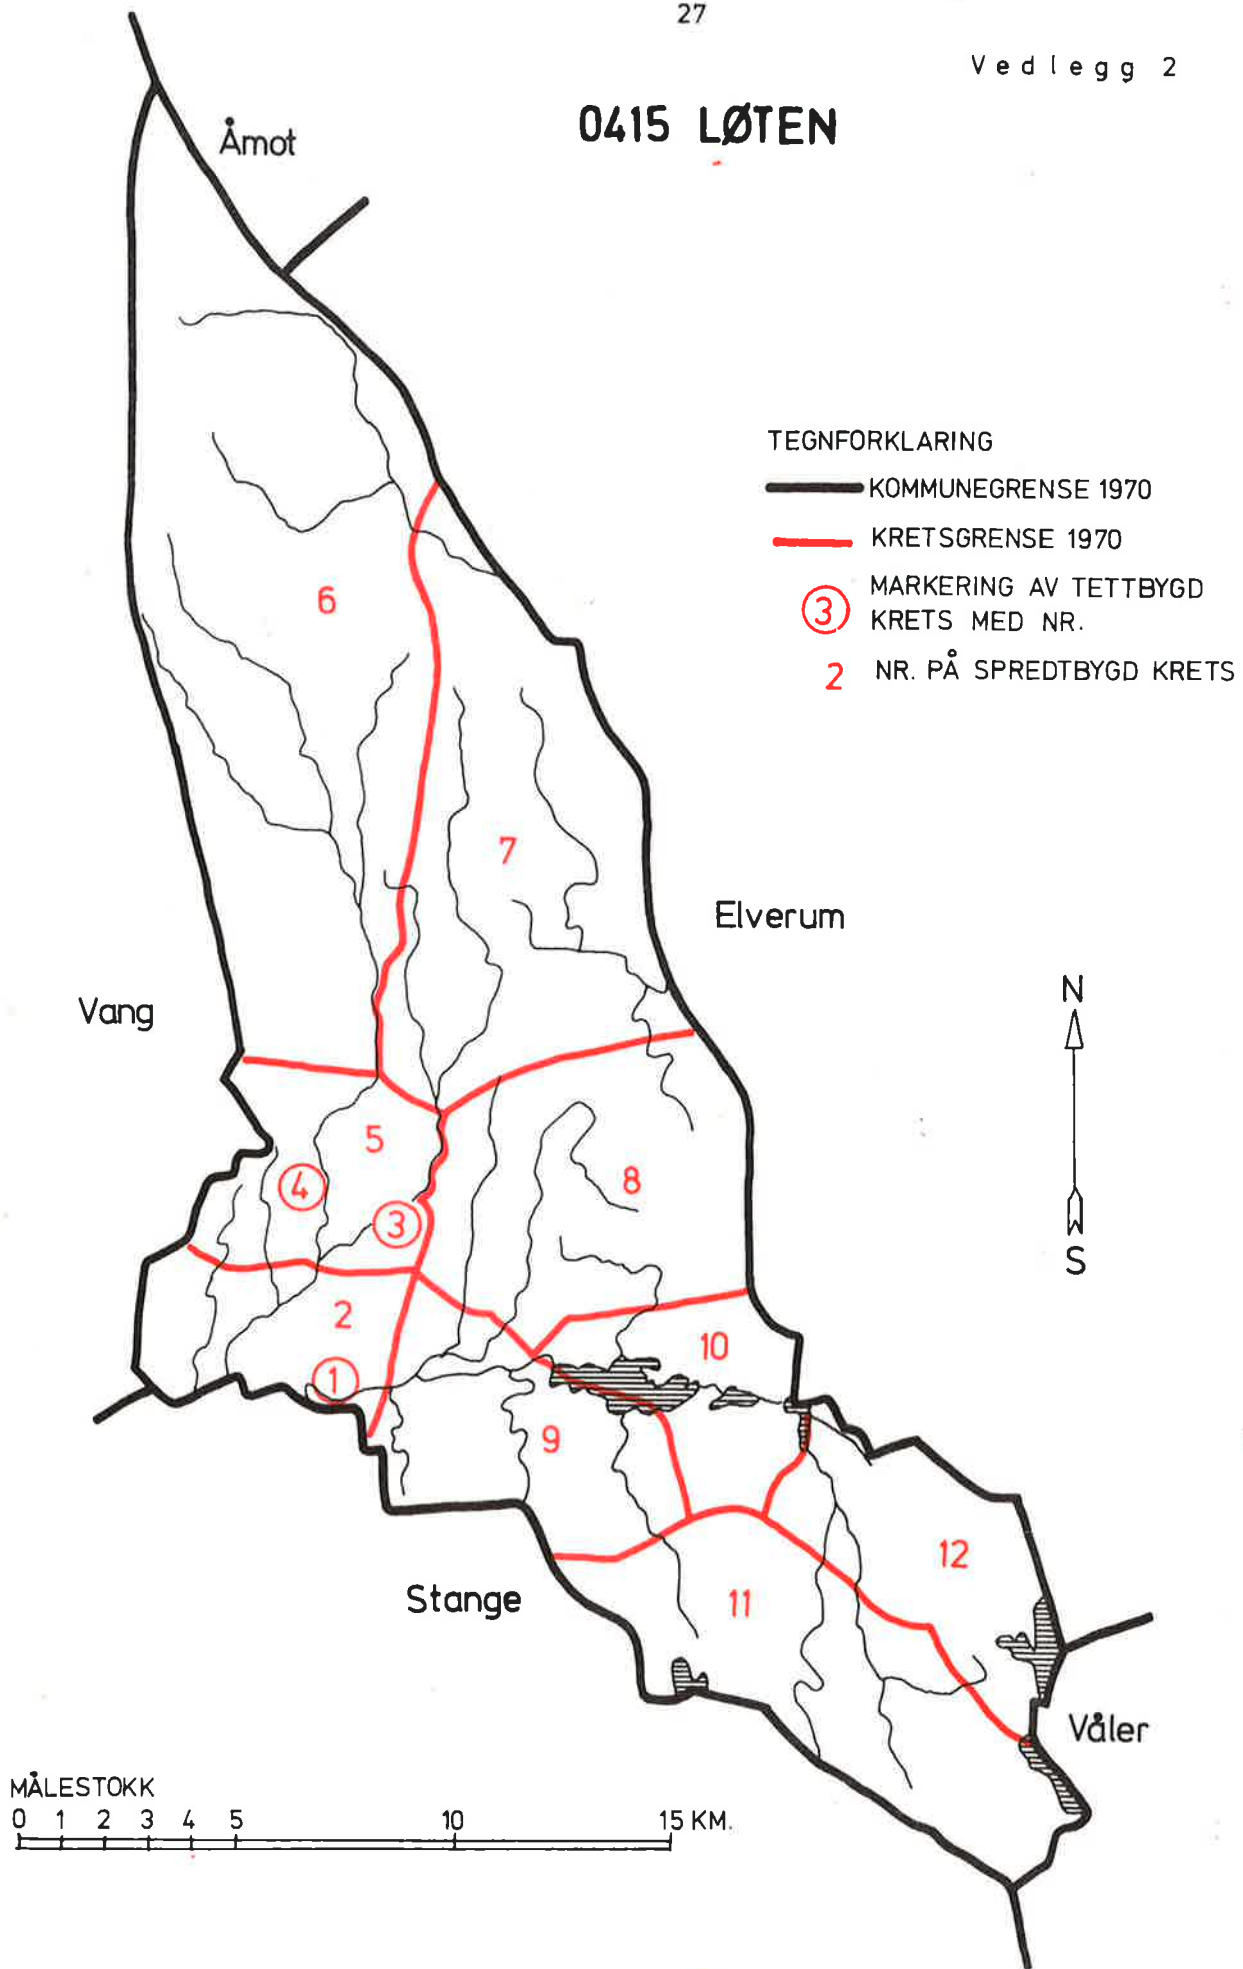 27
Vedlegg 2
0415 LØTEN
Åmot
TEGNFORKLARING
KOMMUNEGRENSE 1970
KRETSGRENSE 1970
3 MARKERING AV TETTBYGD
KRETS MED NR.
2 NR. PÅ SPREDTBYGD KRETS
6
7
Elverum
Vang
N
S
5
4
8
3
2
10
1
9
12
Stange
11
Våler
MÅLESTOKK
0 1 2 3 4 5 10 15 KM.